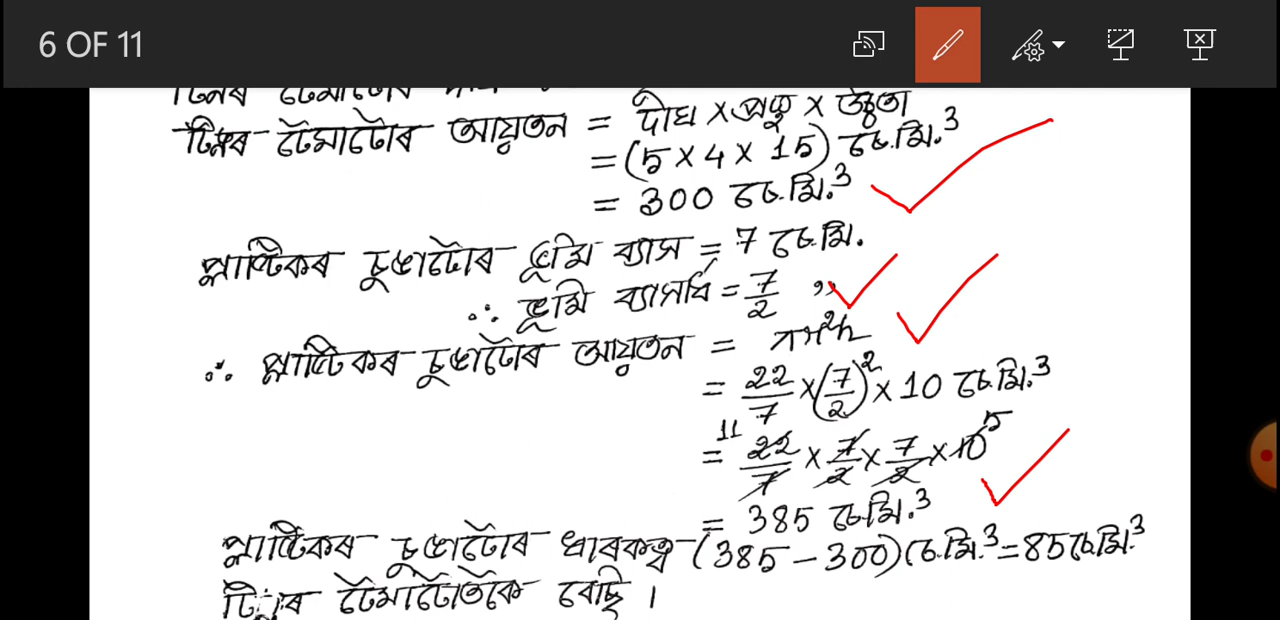 6 OF 11
টিনৰ টেমাটোৰ
টিনৰ টেমাটোৰ আয়তন = দীঘ × প্ৰস্থ × উচ্চতা
= (5 × 4 × 15) চে.মি.³
= 300 চে.মি.³
প্লাষ্টিকৰ চুঙাটোৰ ভূমি ব্যাস = 7 চে.মি.
∴ ভূমি ব্যাসাৰ্ধ = 7/2 ”
∴ প্লাষ্টিকৰ চুঙাটোৰ আয়তন = πr²h
= 22/7 × (7/2)² × 10 চে.মি.³
= 11 22/7 × 7/2 × 7/2 × 10 5
= 385 চে.মি.³
প্লাষ্টিকৰ চুঙাটোৰ ধাৰকত্ব (385 – 300) চে.মি.³ = 85 চে.মি.³
টেমাটোতকৈ বেছি।